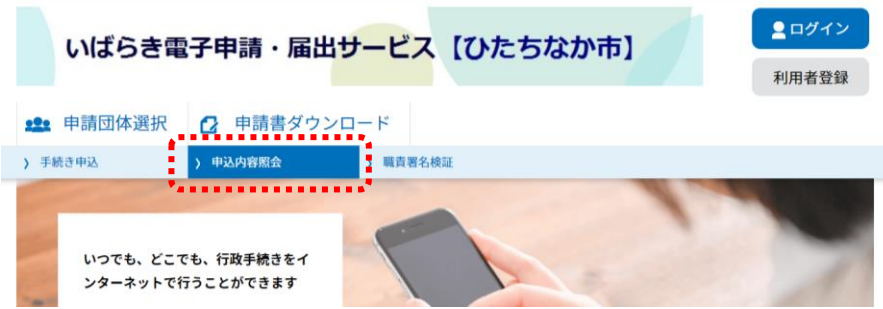 いばらき電子申請・届出サービス【ひたちなか市】
ログイン
利用者登録
申請団体選択
申請書ダウンロード
> 手続き申込
> 申込内容照会
> 職責署名検証
いつでも、どこでも、行政手続きをイ
ンターネットで行うことができます